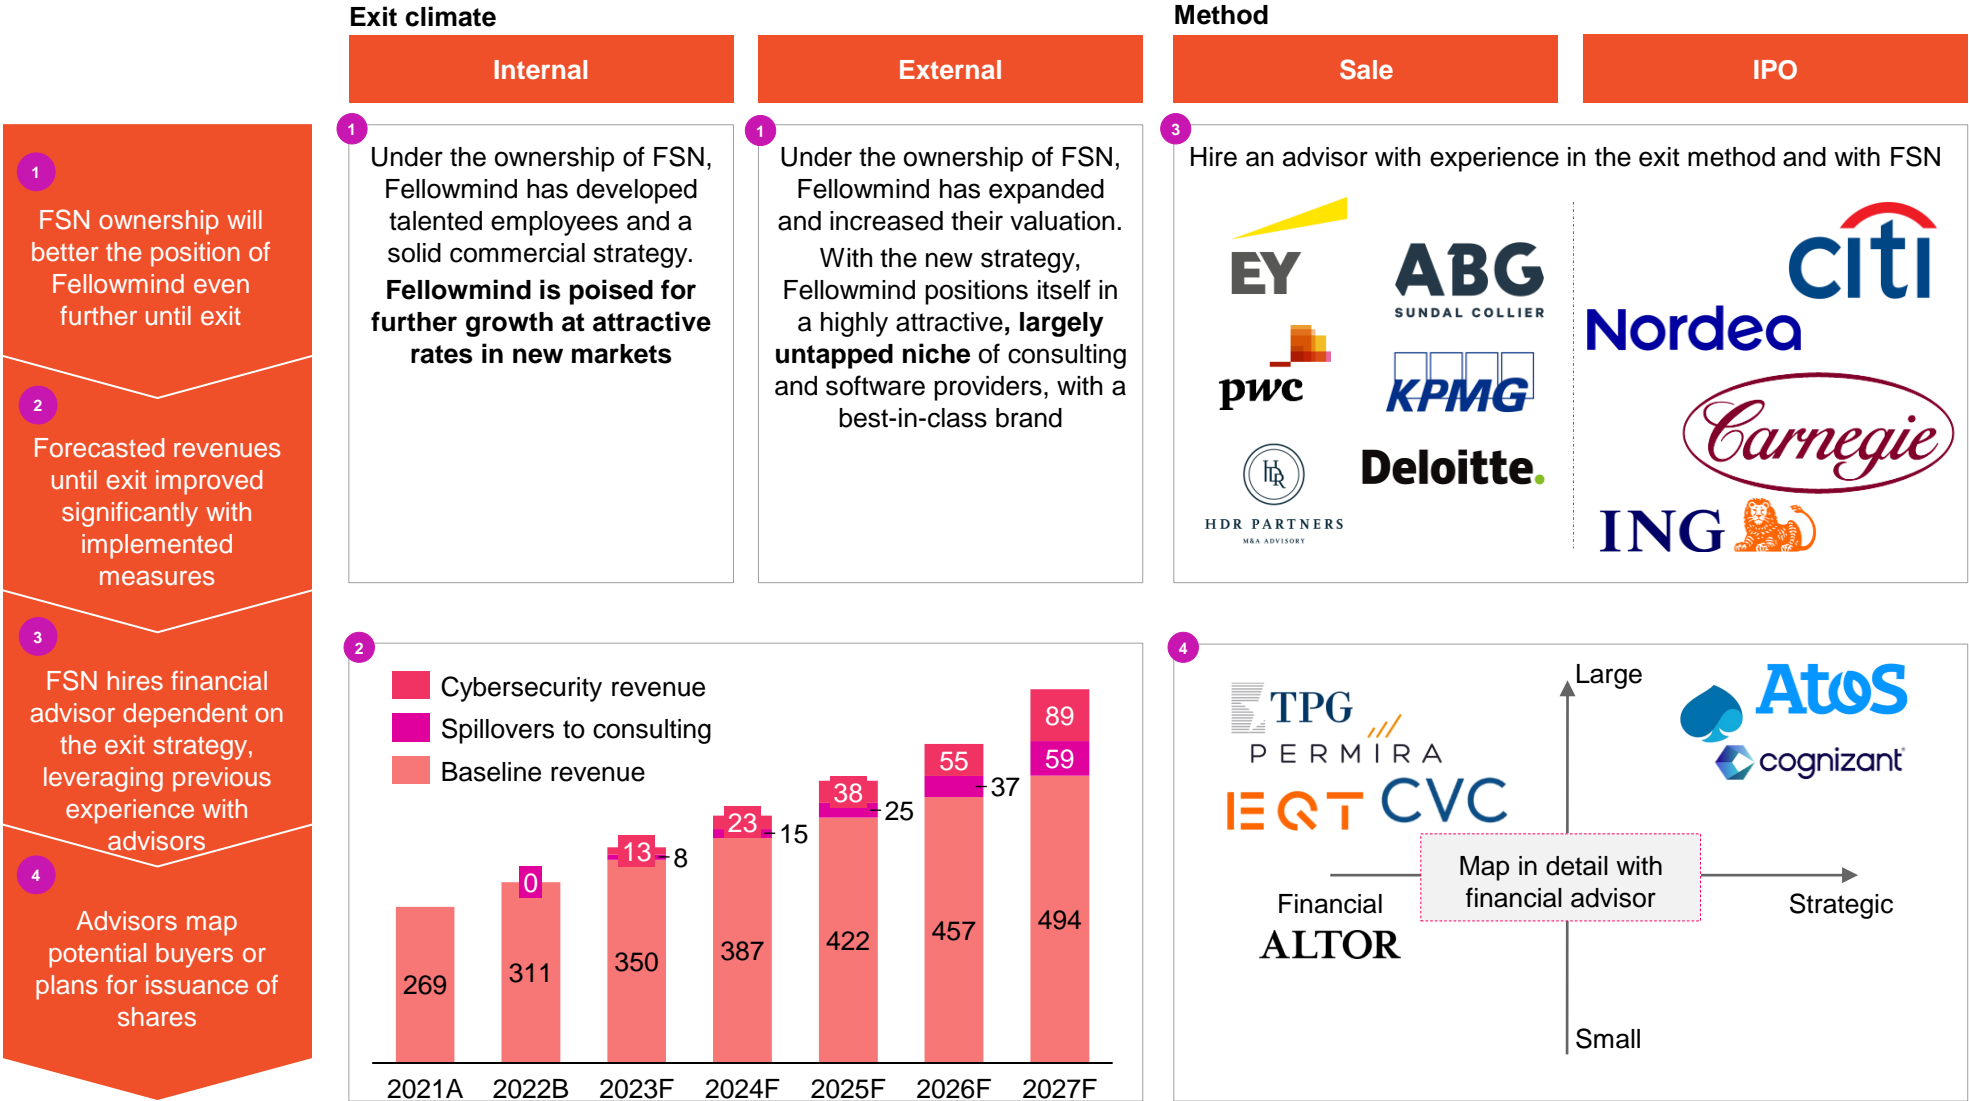 Exit climate
Method
Internal
External
Sale
IPO
1
FSN ownership will
better the position of
Fellowmind even
further until exit
2
Forecasted revenues
until exit improved
significantly with
implemented
measures
3
FSN hires financial
advisor dependent on
the exit strategy,
leveraging previous
experience with
advisors
4
Advisors map
potential buyers or
plans for issuance of
shares
1
Under the ownership of FSN,
Fellowmind has developed
talented employees and a
solid commercial strategy.
Fellowmind is poised for
further growth at attractive
rates in new markets
1
Under the ownership of FSN,
Fellowmind has expanded
and increased their valuation.
With the new strategy,
Fellowmind positions itself in
a highly attractive, largely
untapped niche of consulting
and software providers, with a
best-in-class brand
3
Hire an advisor with experience in the exit method and with FSN
EY
ABG
SUNDAL COLLIER
pwc
KPMG
HDR
HDR PARTNERS
M&A ADVISORY
Deloitte.
citi
Nordea
Carnegie
ING
2
Cybersecurity revenue
Spillovers to consulting
Baseline revenue
269
0
311
13
8
350
23
15
387
38
25
422
55
37
457
89
59
494
2021A
2022B
2023F
2024F
2025F
2026F
2027F
4
Large
TPG
PERMIRA
EQT
CVC
Atos
cognizant
Map in detail with
financial advisor
Financial
Strategic
ALTOR
Small